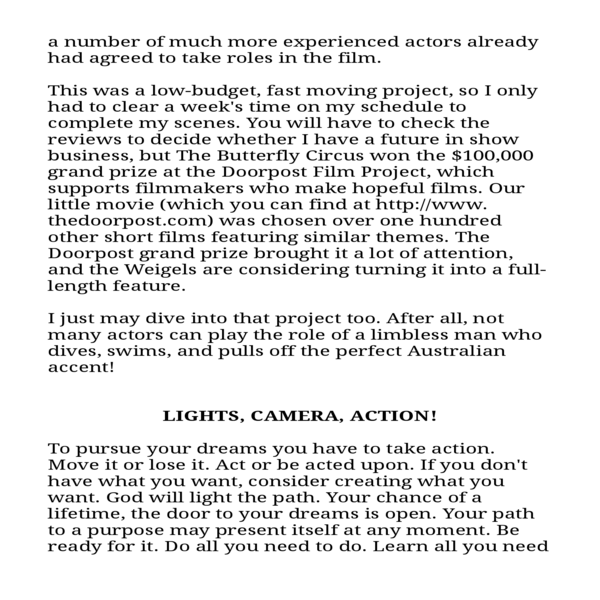 a number of much more experienced actors already
had agreed to take roles in the film.
This was a low-budget, fast moving project, so I only
had to clear a week's time on my schedule to
complete my scenes. You will have to check the
reviews to decide whether I have a future in show
business, but The Butterfly Circus won the $100,000
grand prize at the Doorpost Film Project, which
supports filmmakers who make hopeful films. Our
little movie (which you can find at http://www.
thedoorpost.com) was chosen over one hundred
other short films featuring similar themes. The
Doorpost grand prize brought it a lot of attention,
and the Weigels are considering turning it into a full-
length feature.
I just may dive into that project too. After all, not
many actors can play the role of a limbless man who
dives, swims, and pulls off the perfect Australian
accent!
LIGHTS, CAMERA, ACTION!
To pursue your dreams you have to take action.
Move it or lose it. Act or be acted upon. If you don't
have what you want, consider creating what you
want. God will light the path. Your chance of a
lifetime, the door to your dreams is open. Your path
to a purpose may present itself at any moment. Be
ready for it. Do all you need to do. Learn all you need